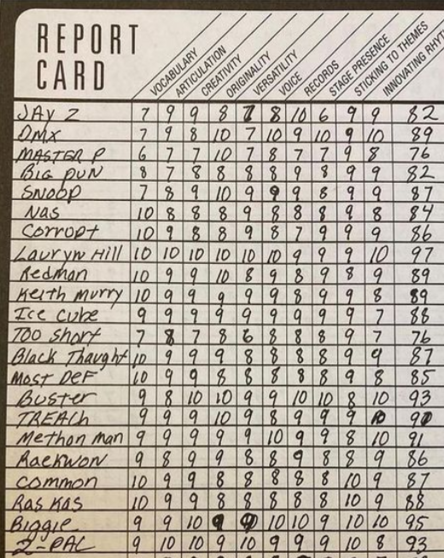 REPORT
CARD
VOCABULARY
ARTICULATION
CREATIVITY
ORIGINALITY
VERSATILITY
VOICE
RECORDS
STAGE PRESENCE
STICKING TO THEMES
INNOVATING
JAY Z 7 9 9 8 7 8 10 6 9 9 82
DMX 7 9 8 10 7 10 9 10 9 10 89
MASTER P 6 7 7 10 7 8 7 7 9 8 76
BIG PUN 8 7 8 8 8 8 9 8 9 9 82
SNOOP 7 8 9 10 9 9 9 8 9 9 87
Nas 10 8 8 8 9 8 8 8 9 8 84
Corrupt 10 9 8 8 9 8 7 9 9 9 86
Lauryn Hill 10 10 10 10 10 10 9 9 9 10 97
Redman 10 9 9 10 8 9 8 9 8 9 89
Keith Murry 10 9 9 9 9 9 8 9 9 8 89
Ice Cube 9 9 9 9 9 9 9 9 9 7 88
Too Short 7 8 7 8 6 8 8 8 9 7 76
Black Thaught 10 9 9 9 8 8 8 8 9 9 87
Most Def 10 9 9 8 8 8 8 8 9 8 85
Buster 9 8 10 10 9 9 10 10 8 10 93
TREACH 9 9 9 10 9 8 9 9 9 10
Methon man 9 9 9 9 9 10 9 9 8 10 91
Raekwon 9 8 9 9 8 8 9 8 9 9 86
Common 10 9 9 8 8 8 8 8 10 9 87
Ras Kas 10 9 9 8 8 8 8 8 10 9 88
Biggie 9 9 10 9 9 10 10 9 10 10 95
2-PAC 9 10 10 9 10 9 9 9 10 8 93